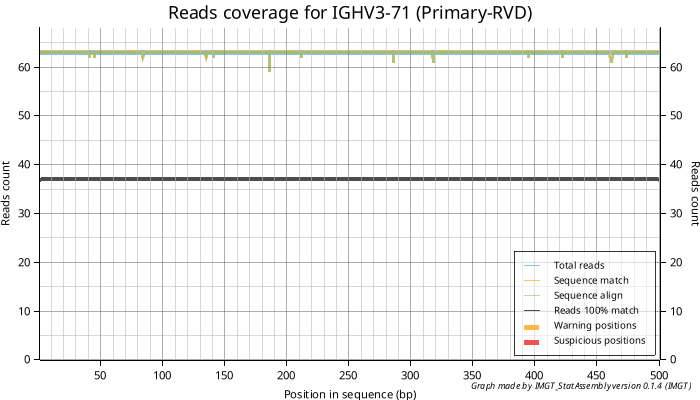 Reads coverage for IGHV3-71 (Primary-RVD)
Reads count
60
50
40
30
20
10
0
60
50
40
30
20
10
0
Reads count
Total reads
Sequence match
Sequence align
Reads 100% match
Warning positions
Suspicious positions
50 100 150 200 250 300 350 400 450 500
Position in sequence (bp)
Graph made by IMGT_StatAssembly version 0.1.4 (IMGT)